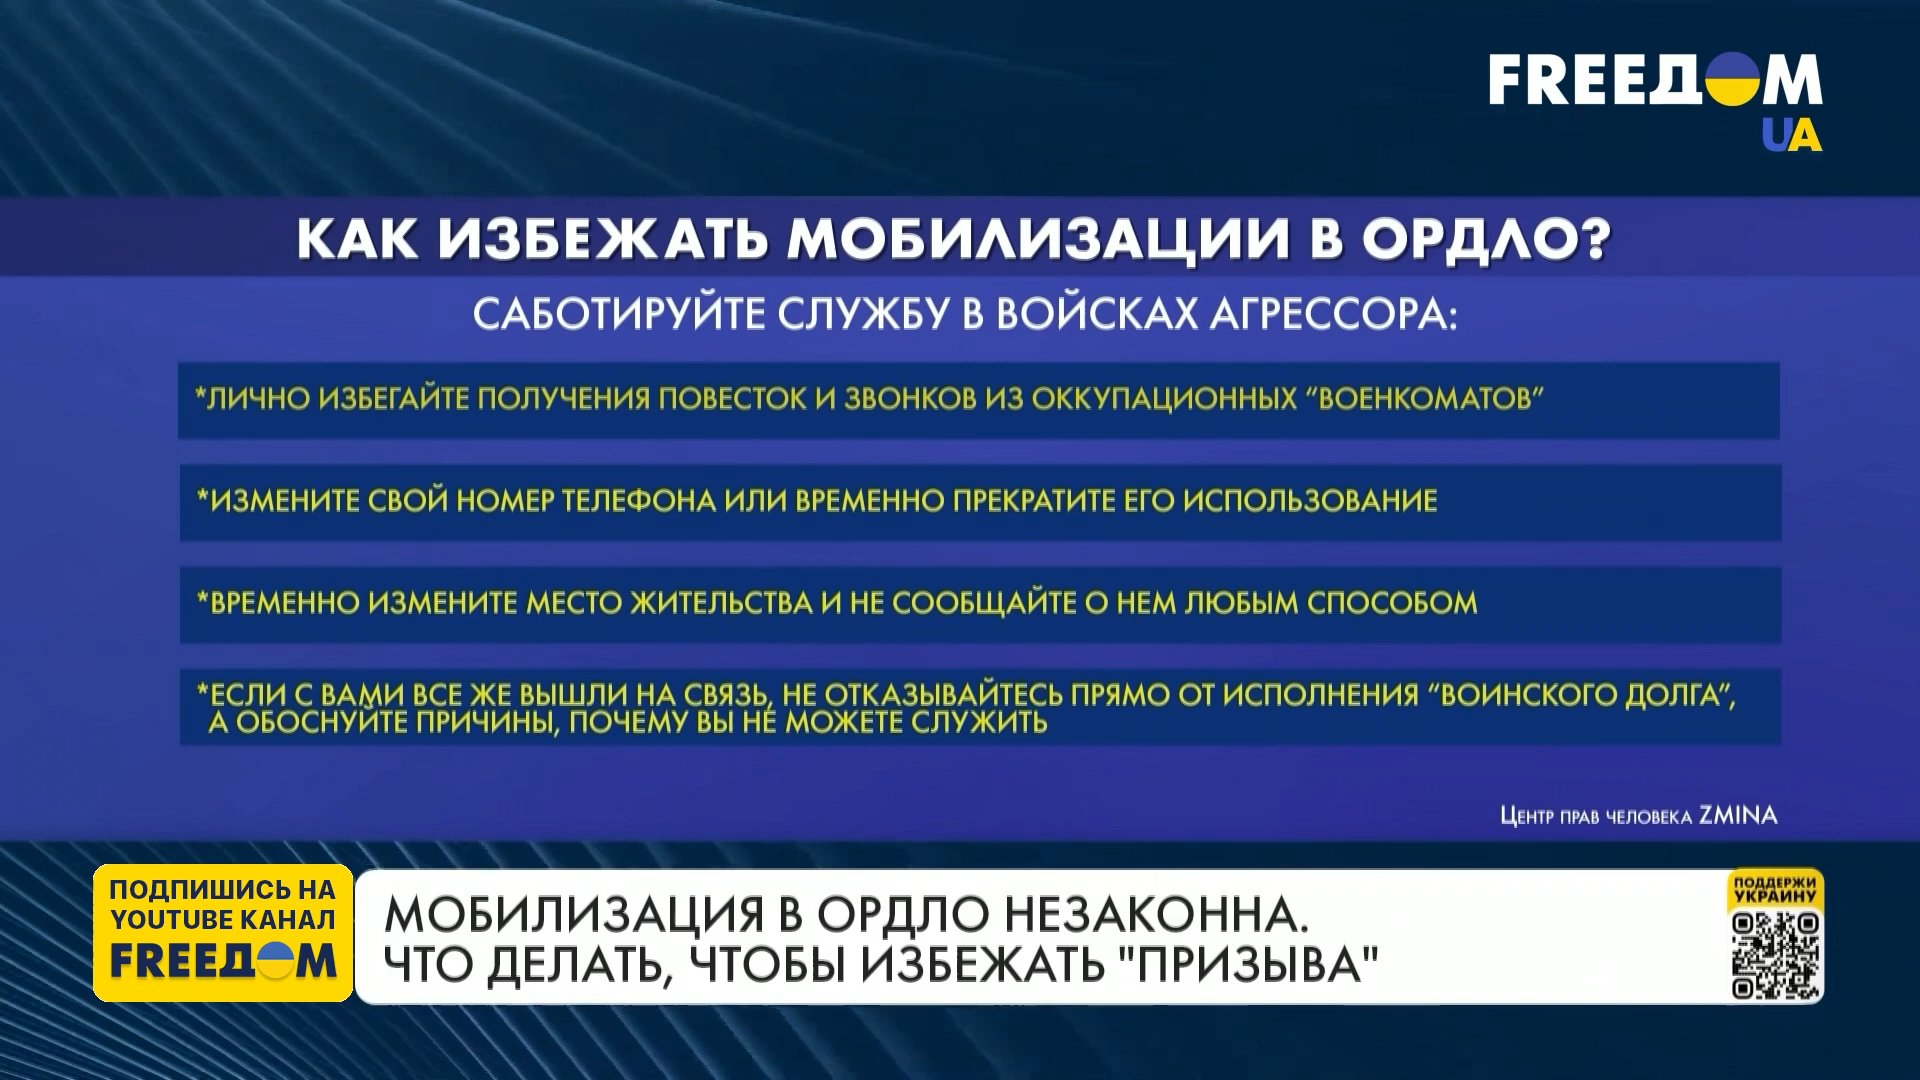 FREEДOM
UA
КАК ИЗБЕЖАТЬ МОБИЛИЗАЦИИ В ОРДЛО?
САБОТИРУЙТЕ СЛУЖБУ В ВОЙСКАХ АГРЕССОРА:
*ЛИЧНО ИЗБЕГАЙТЕ ПОЛУЧЕНИЯ ПОВЕСТОК И ЗВОНКОВ ИЗ ОККУПАЦИОННЫХ “ВОЕНКОМАТОВ”
*ИЗМЕНИТЕ СВОЙ НОМЕР ТЕЛЕФОНА ИЛИ ВРЕМЕННО ПРЕКРАТИТЕ ЕГО ИСПОЛЬЗОВАНИЕ
*ВРЕМЕННО ИЗМЕНИТЕ МЕСТО ЖИТЕЛЬСТВА И НЕ СООБЩАЙТЕ О НЕМ ЛЮБЫМ СПОСОБОМ
*ЕСЛИ С ВАМИ ВСЕ ЖЕ ВЫШЛИ НА СВЯЗЬ, НЕ ОТКАЗЫВАЙТЕСЬ ПРЯМО ОТ ИСПОЛНЕНИЯ “ВОИНСКОГО ДОЛГА”,
А ОБОСНУЙТЕ ПРИЧИНЫ, ПОЧЕМУ ВЫ НЕ МОЖЕТЕ СЛУЖИТЬ
ЦЕНТР ПРАВ ЧЕЛОВЕКА ZMINA
ПОДПИШИСЬ НА
YOUTUBE КАНАЛ
FREEДOM
МОБИЛИЗАЦИЯ В ОРДЛО НЕЗАКОННА.
ЧТО ДЕЛАТЬ, ЧТОБЫ ИЗБЕЖАТЬ "ПРИЗЫВА"
ПОДДЕРЖИ
УКРАИНУ